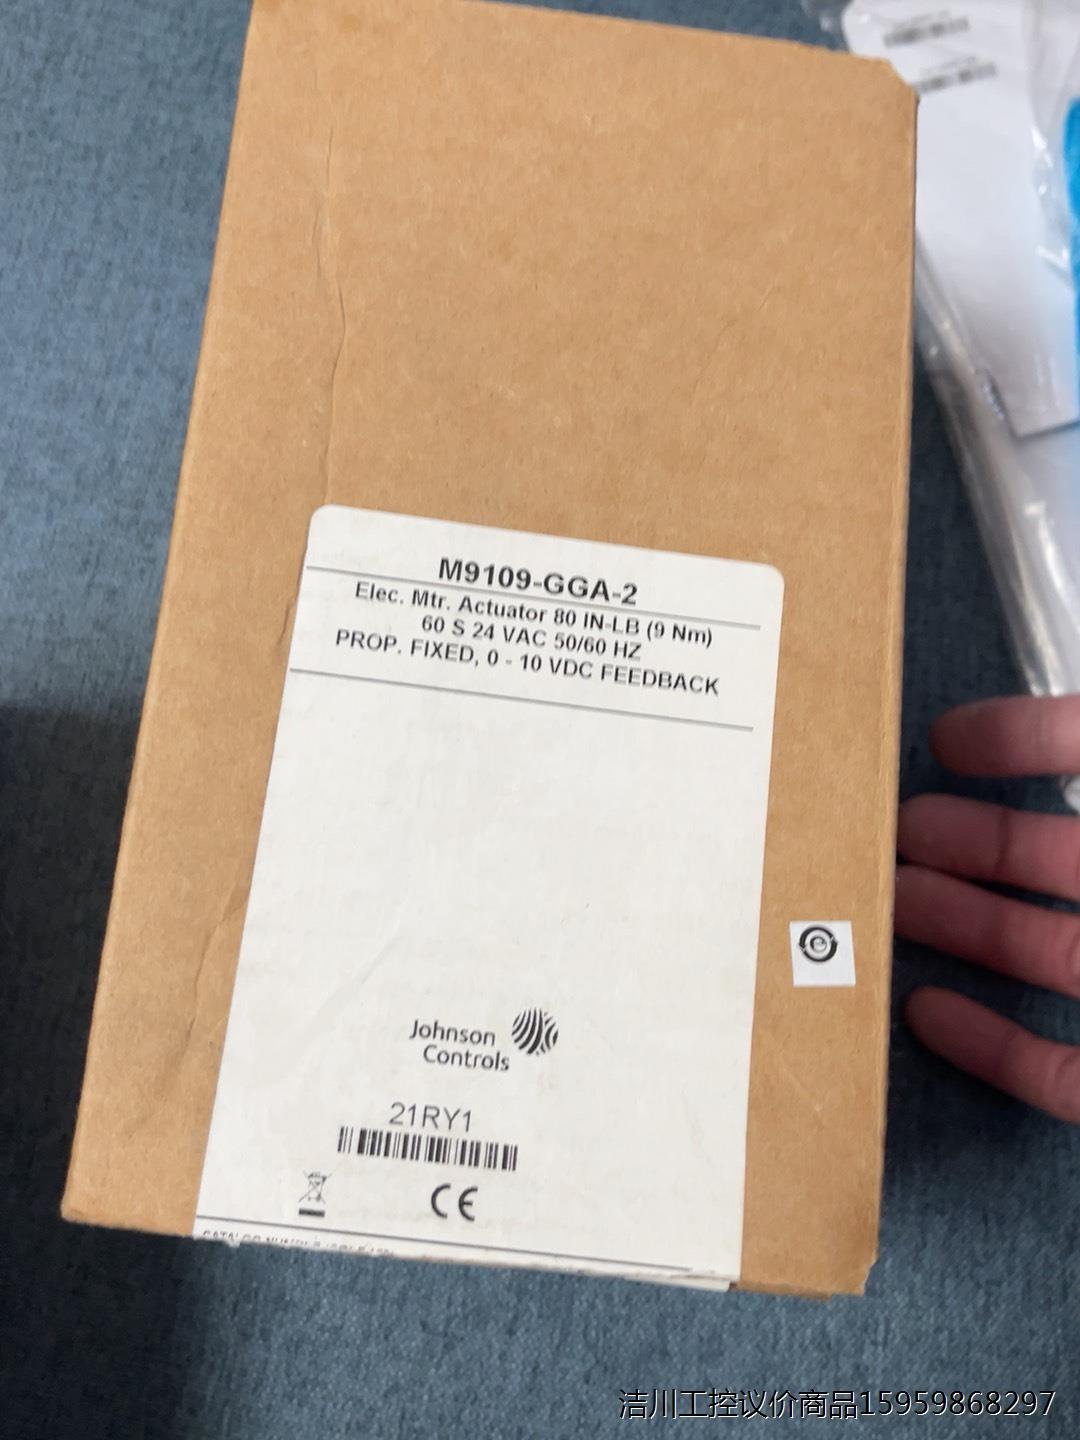 M9109-GGA-2
Elec. Mtr. Actuator 80 IN-LB (9 Nm)
60 S 24 VAC 50/60 HZ
PROP. FIXED, 0 - 10 VDC FEEDBACK
e
Johnson
Controls
21RY1
CE
洁川工控议价商品15959868297